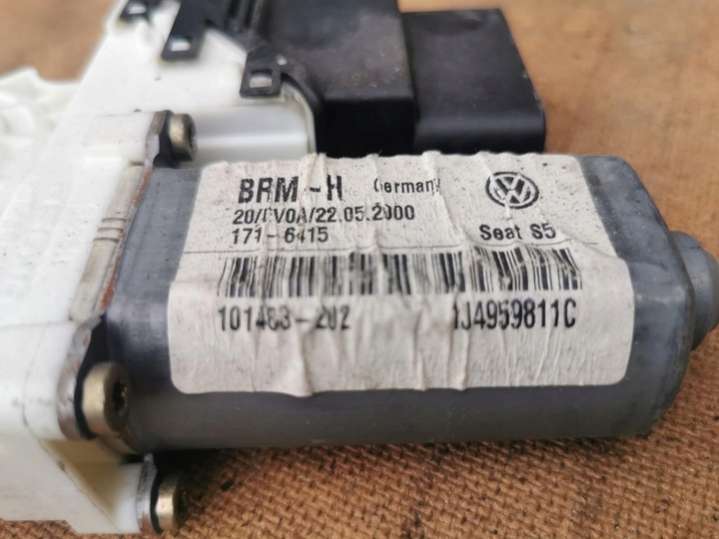 BRM-H Germany
20/CV0A/22.05.2000
171-6415 Seat S5
101483-202 1J4959811C